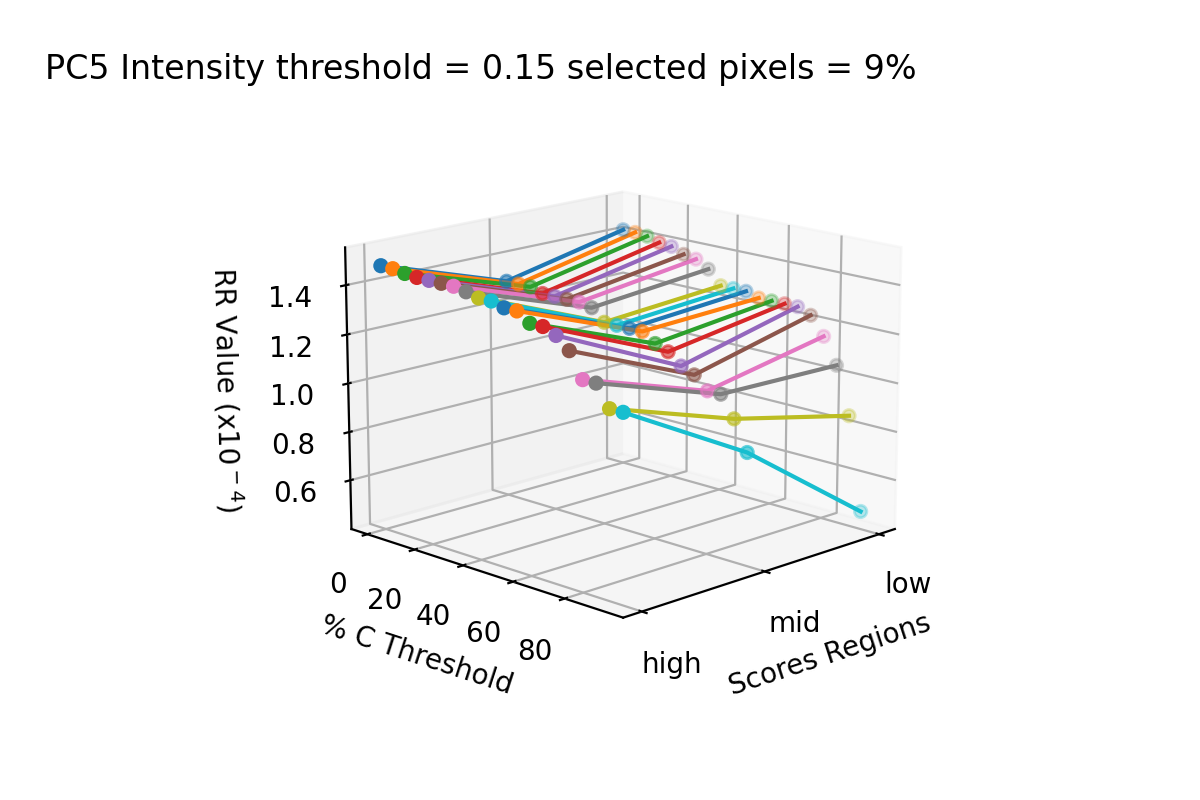 PC5 Intensity threshold = 0.15 selected pixels = 9%
RR Value (x10⁻⁴)
1.4
1.2
1.0
0.8
0.6
0
20
40
60
80
% C Threshold
high
mid
low
Scores Regions